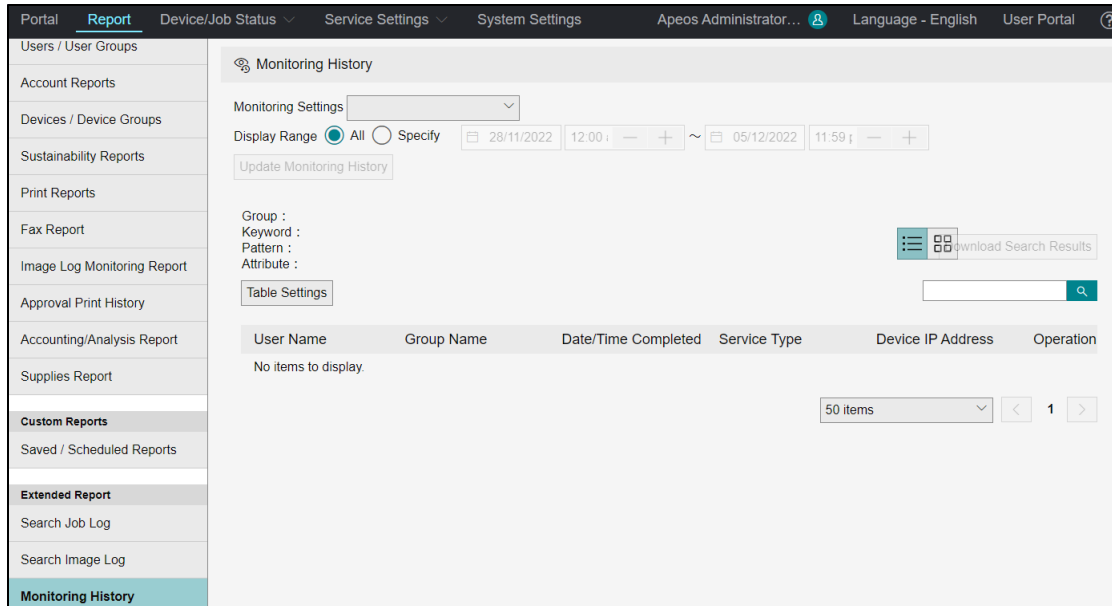 Portal Report Device/Job Status Service Settings System Settings Apeos Administrator... Language - English User Portal
Users / User Groups
Account Reports
Devices / Device Groups
Sustainability Reports
Print Reports
Fax Report
Image Log Monitoring Report
Approval Print History
Accounting/Analysis Report
Supplies Report
Custom Reports
Saved / Scheduled Reports
Extended Report
Search Job Log
Search Image Log
Monitoring History
Monitoring History
Monitoring Settings
Display Range All Specify 28/11/2022 12:00 ~ 05/12/2022 11:59
Update Monitoring History
Group :
Keyword :
Pattern :
Attribute :
Search Results
Table Settings
User Name Group Name Date/Time Completed Service Type Device IP Address Operation
No items to display.
50 items 1